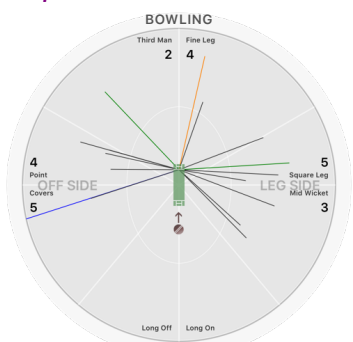 BOWLING
Third Man
2
Fine Leg
4
4
Point
OFF SIDE
Covers
5
5
Square Leg
LEG SIDE
Mid Wicket
3
Long Off
Long On